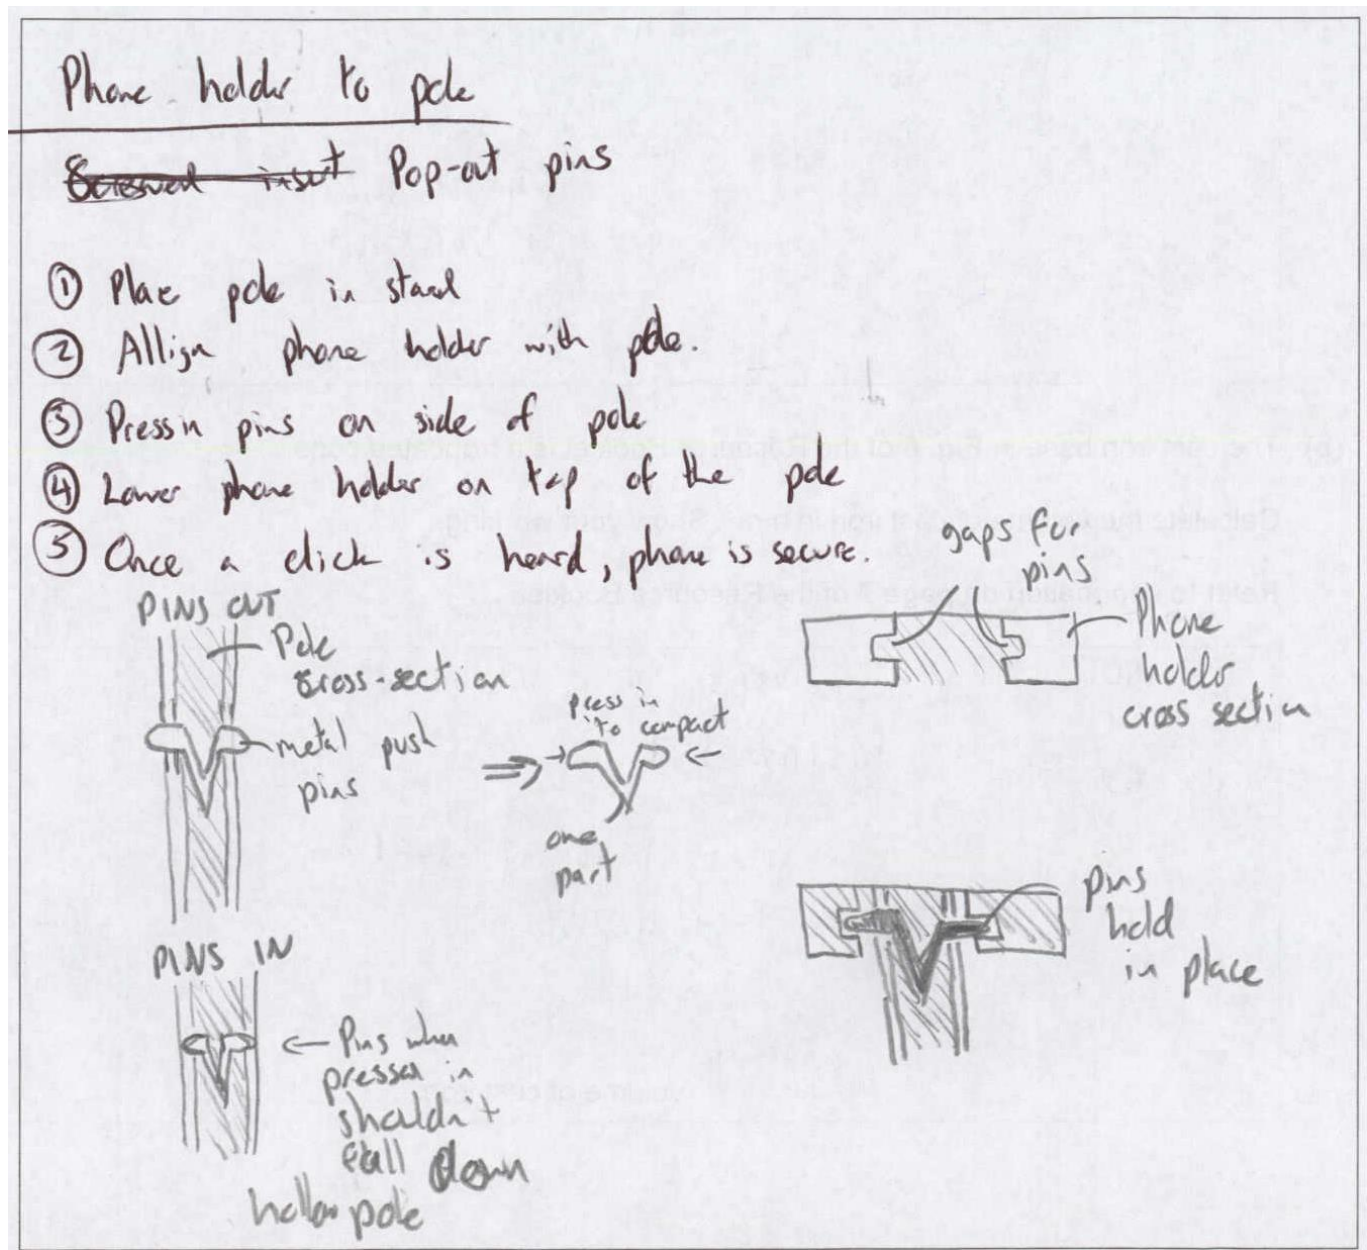 Phone holder to pole
Screwed insert Pop-out pins
① Place pole in stand
② Allign phone holder with pole.
③ Press in pins on side of pole
④ Lower phone holder on top of the pole
⑤ Once a click is heard, phone is secure.
gaps for
pins
PINS OUT
Pole
cross-section
metal push
pins
press in
to compact
one
part
Phone
holder
cross section
PINS IN
Pins when
pressed in
shouldn't
fall down
hollow pole
pins
hold
in place